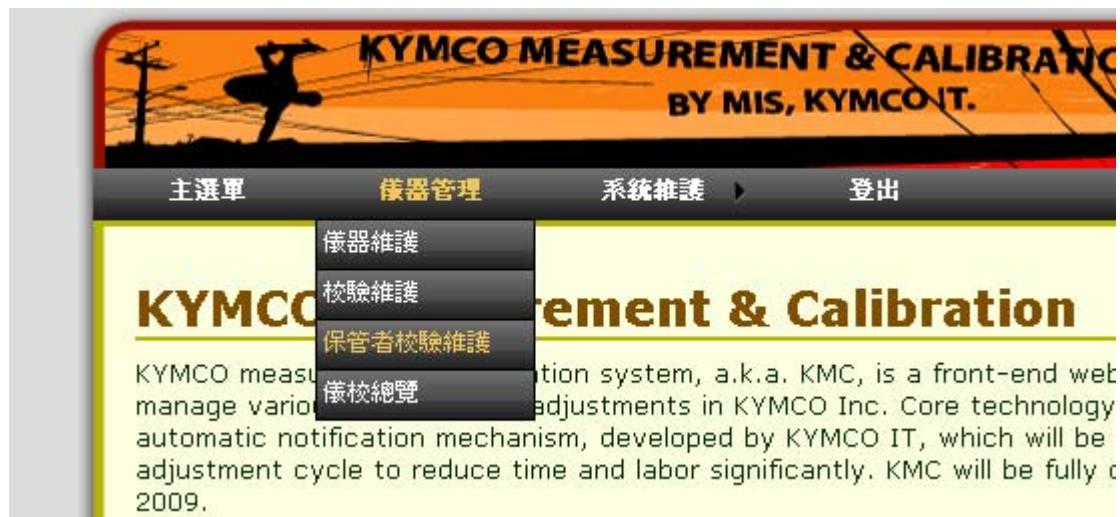 KYMCO MEASUREMENT & CALIBRATIO
BY MIS, KYMCO IT.
主選單 儀器管理 系統維護 登出
儀器維護
校驗維護
保管者校驗維護
儀校總覽
KYMCO rement & Calibration
KYMCO measu tion system, a.k.a. KMC, is a front-end web
manage vario adjustments in KYMCO Inc. Core technology
automatic notification mechanism, developed by KYMCO IT, which will be
adjustment cycle to reduce time and labor significantly. KMC will be fully
2009.